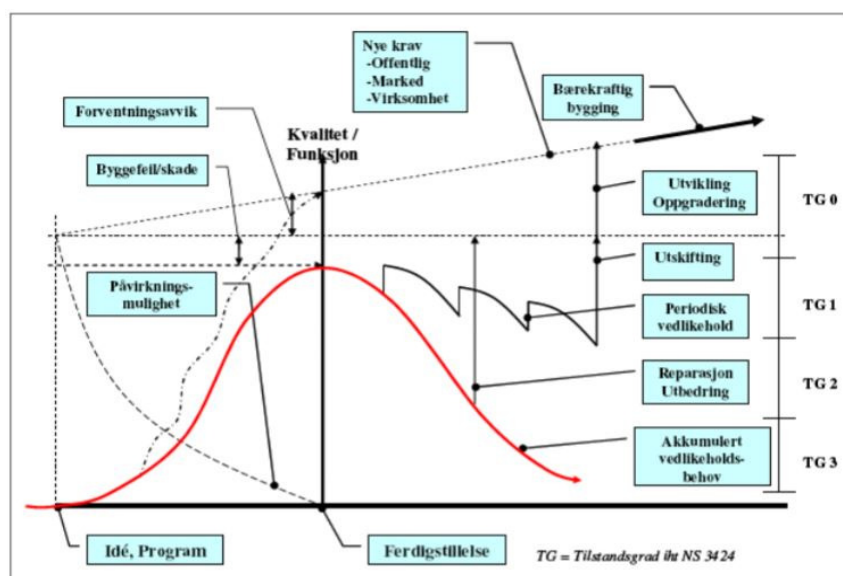 Nye krav
-Offentlig
-Marked
-Virksomhet
Bærekraftig
bygging
Forventningsavvik
Kvalitet /
Funksjon
Byggefeil/skade
Utvikling
Oppgradering
TG 0
Utskifting
Påvirknings-
mulighet
Periodisk
vedlikehold
TG 1
Reparasjon
Utbedring
TG 2
Akkumulert
vedlikeholds-
behov
TG 3
Idé, Program
Ferdigstillelse
TG = Tilstandsgrad iht NS 3424